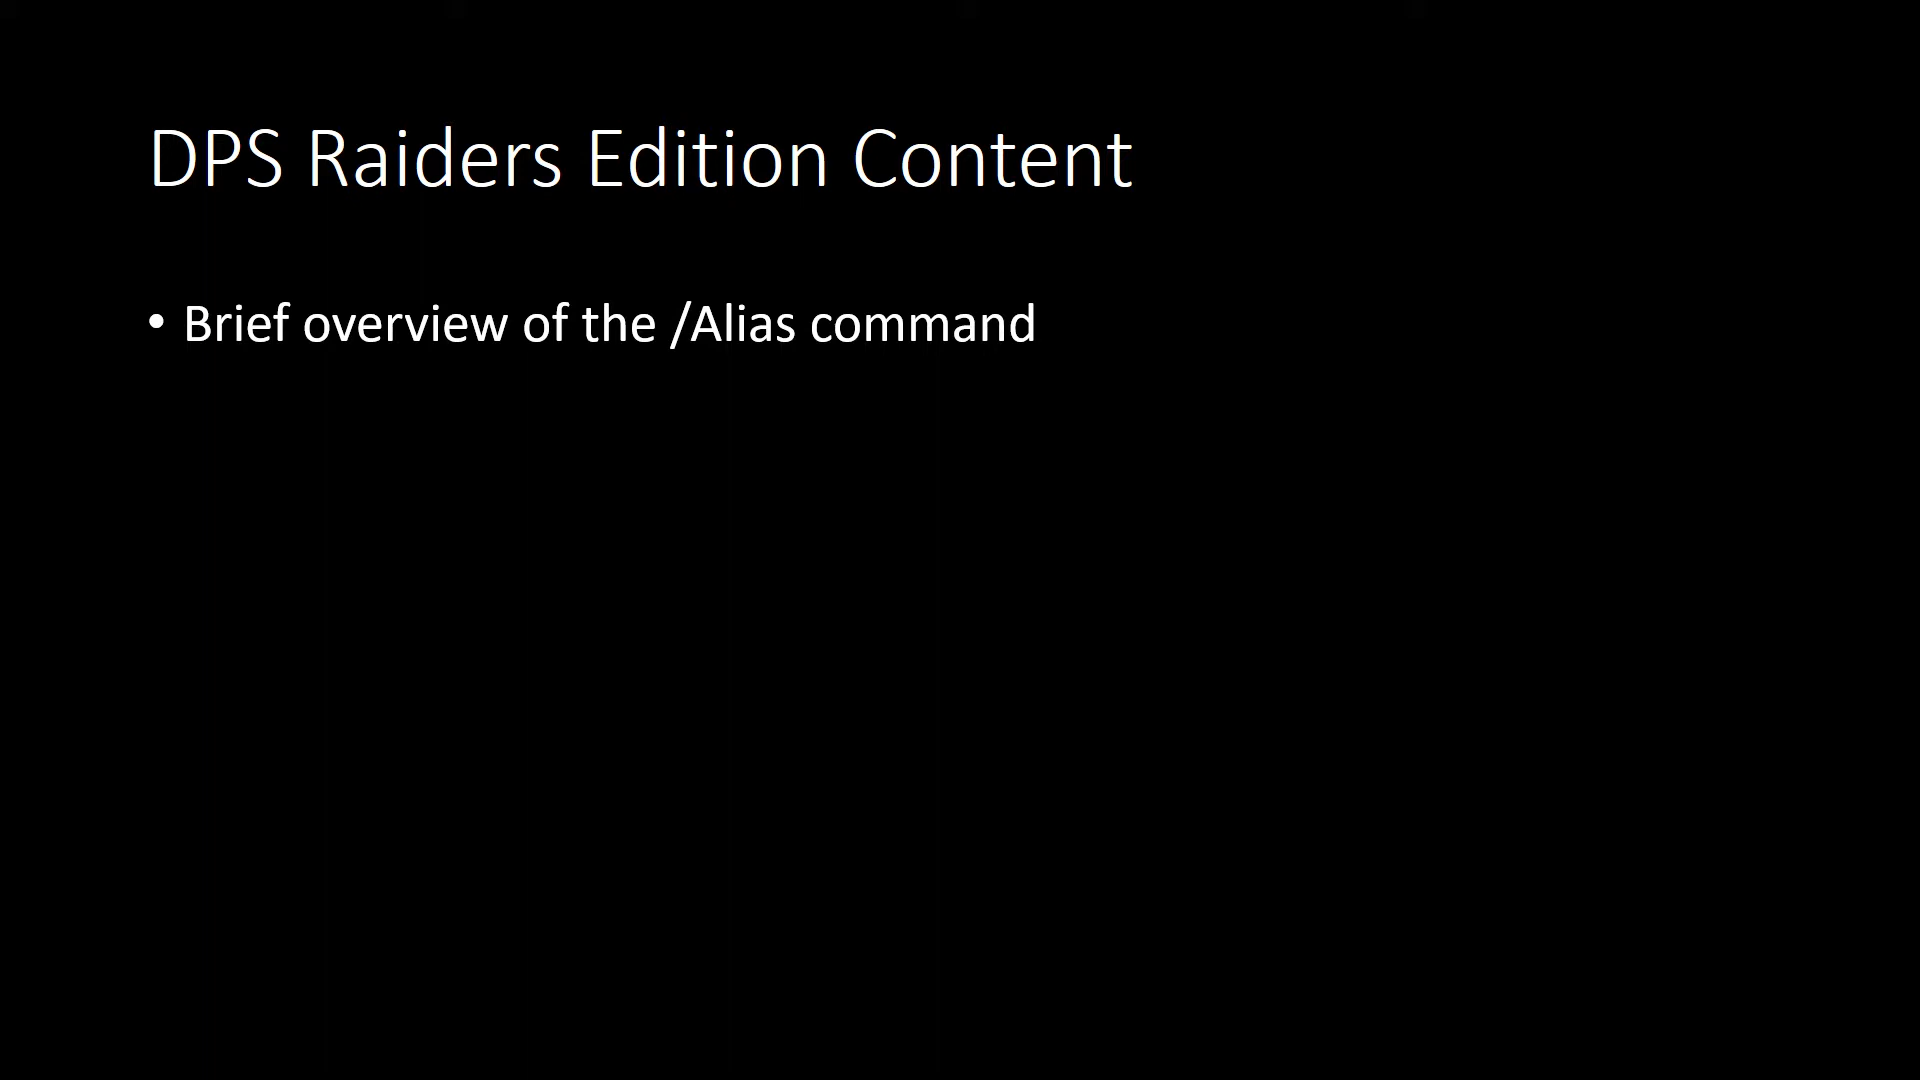 DPS Raiders Edition Content
• Brief overview of the /Alias command